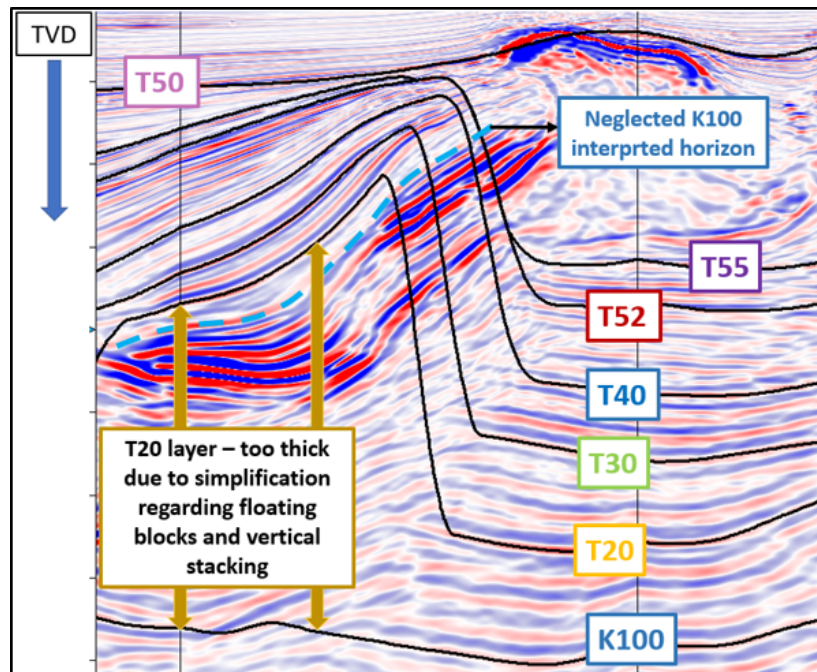 TVD
T50
Neglected K100
interprted horizon
T55
T52
T40
T30
T20
K100
T20 layer – too thick
due to simplification
regarding floating
blocks and vertical
stacking